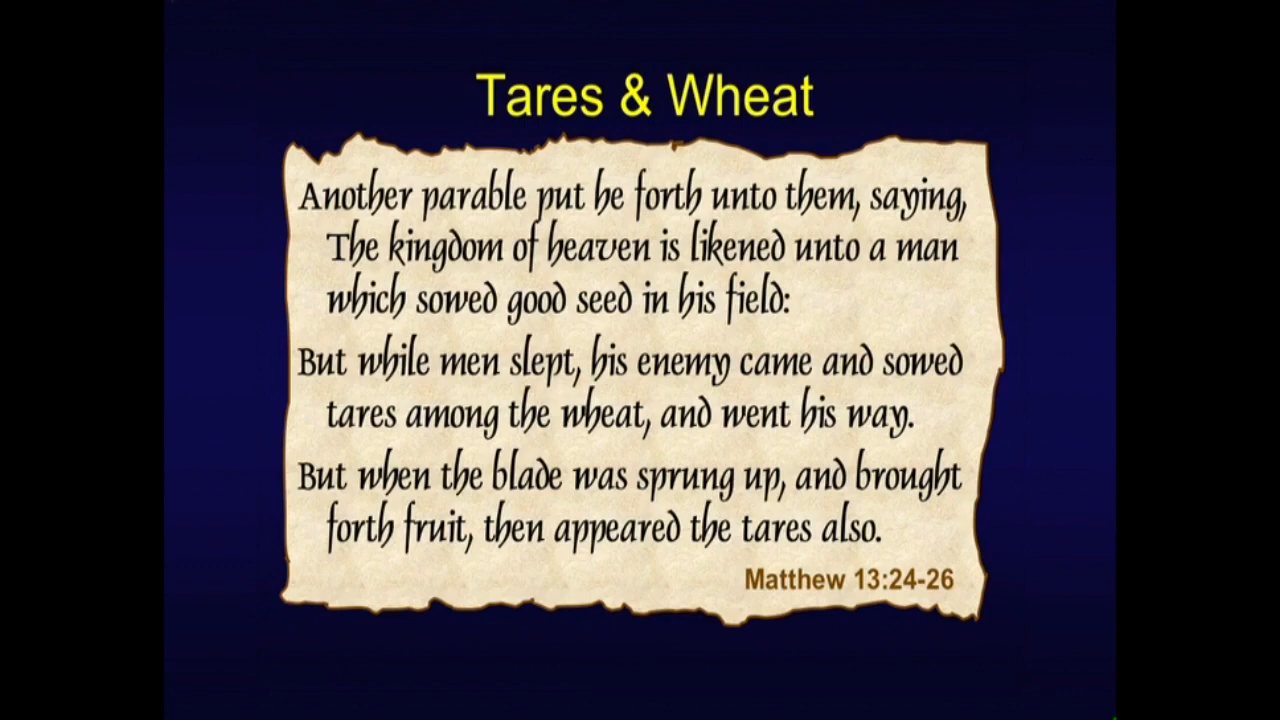 Tares & Wheat
Another parable put he forth unto them, saying,
The kingdom of heaven is likened unto a man
which sowed good seed in his field:
But while men slept, his enemy came and sowed
tares among the wheat, and went his way.
But when the blade was sprung up, and brought
forth fruit, then appeared the tares also.
Matthew 13:24-26